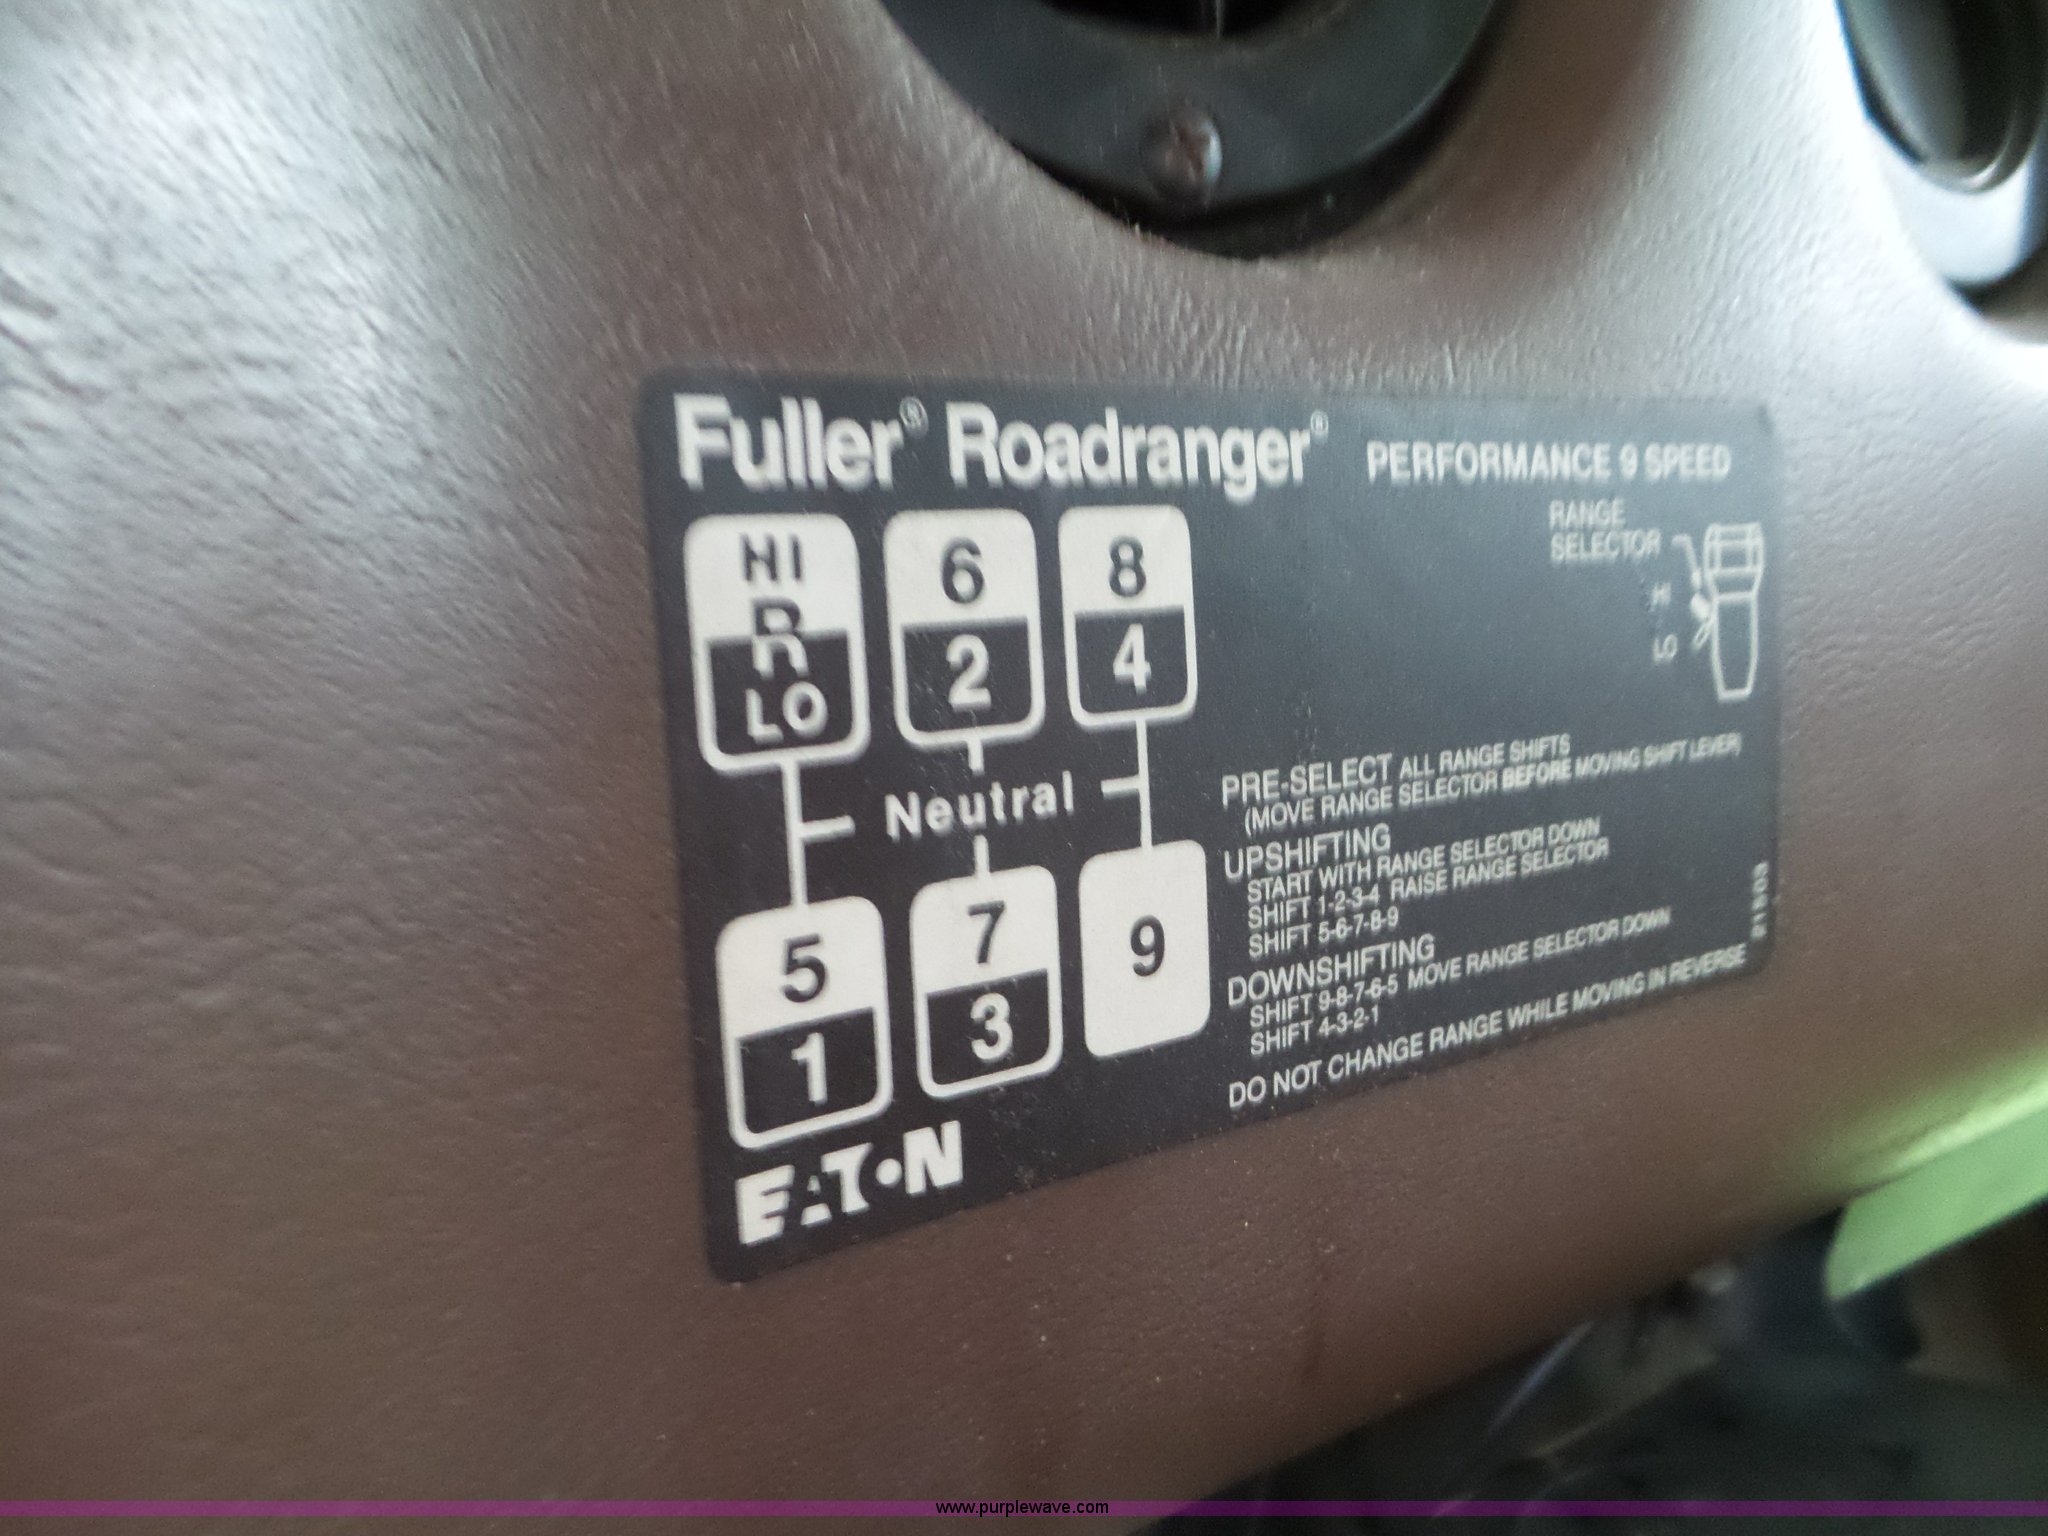 Fuller® Roadranger® PERFORMANCE 9 SPEED
RANGE
SELECTOR
HI
LO
HI
R
LO
6
2
8
4
Neutral
5
1
7
3
9
PRE-SELECT ALL RANGE SHIFTS
(MOVE RANGE SELECTOR BEFORE MOVING SHIFT LEVER)
UPSHIFTING
START WITH RANGE SELECTOR DOWN
SHIFT 1-2-3-4 RAISE RANGE SELECTOR
SHIFT 5-6-7-8-9
DOWNSHIFTING
SHIFT 9-8-7-6-5 MOVE RANGE SELECTOR DOWN
SHIFT 4-3-2-1
DO NOT CHANGE RANGE WHILE MOVING IN REVERSE
EATON
www.purplewave.com